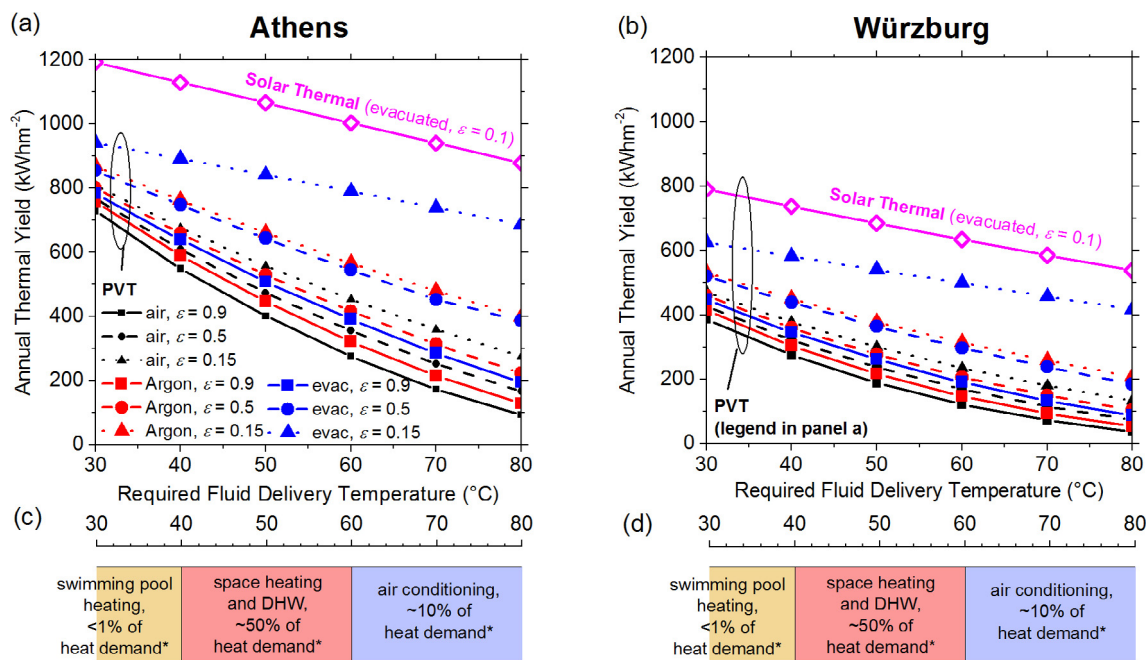 (a)
Athens
Annual Thermal Yield (kWhm-2)
1200
1000
800
600
400
200
0
Solar Thermal (evacuated, ε = 0.1)
PVT
air, ε = 0.9
air, ε = 0.5
air, ε = 0.15
Argon, ε = 0.9
Argon, ε = 0.5
Argon, ε = 0.15
evac, ε = 0.9
evac, ε = 0.5
evac, ε = 0.15
30 40 50 60 70 80
Required Fluid Delivery Temperature (°C)
(b)
Würzburg
Annual Thermal Yield (kWhm-2)
1200
1000
800
600
400
200
0
Solar Thermal (evacuated, ε = 0.1)
PVT
(legend in panel a)
30 40 50 60 70 80
Required Fluid Delivery Temperature (°C)
(c)
30 40 50 60 70 80
swimming pool
heating,
<1% of
heat demand*
space heating
and DHW,
~50% of
heat demand*
air conditioning,
~10% of
heat demand*
(d)
30 40 50 60 70 80
swimming pool
heating,
<1% of
heat demand*
space heating
and DHW,
~50% of
heat demand*
air conditioning,
~10% of
heat demand*